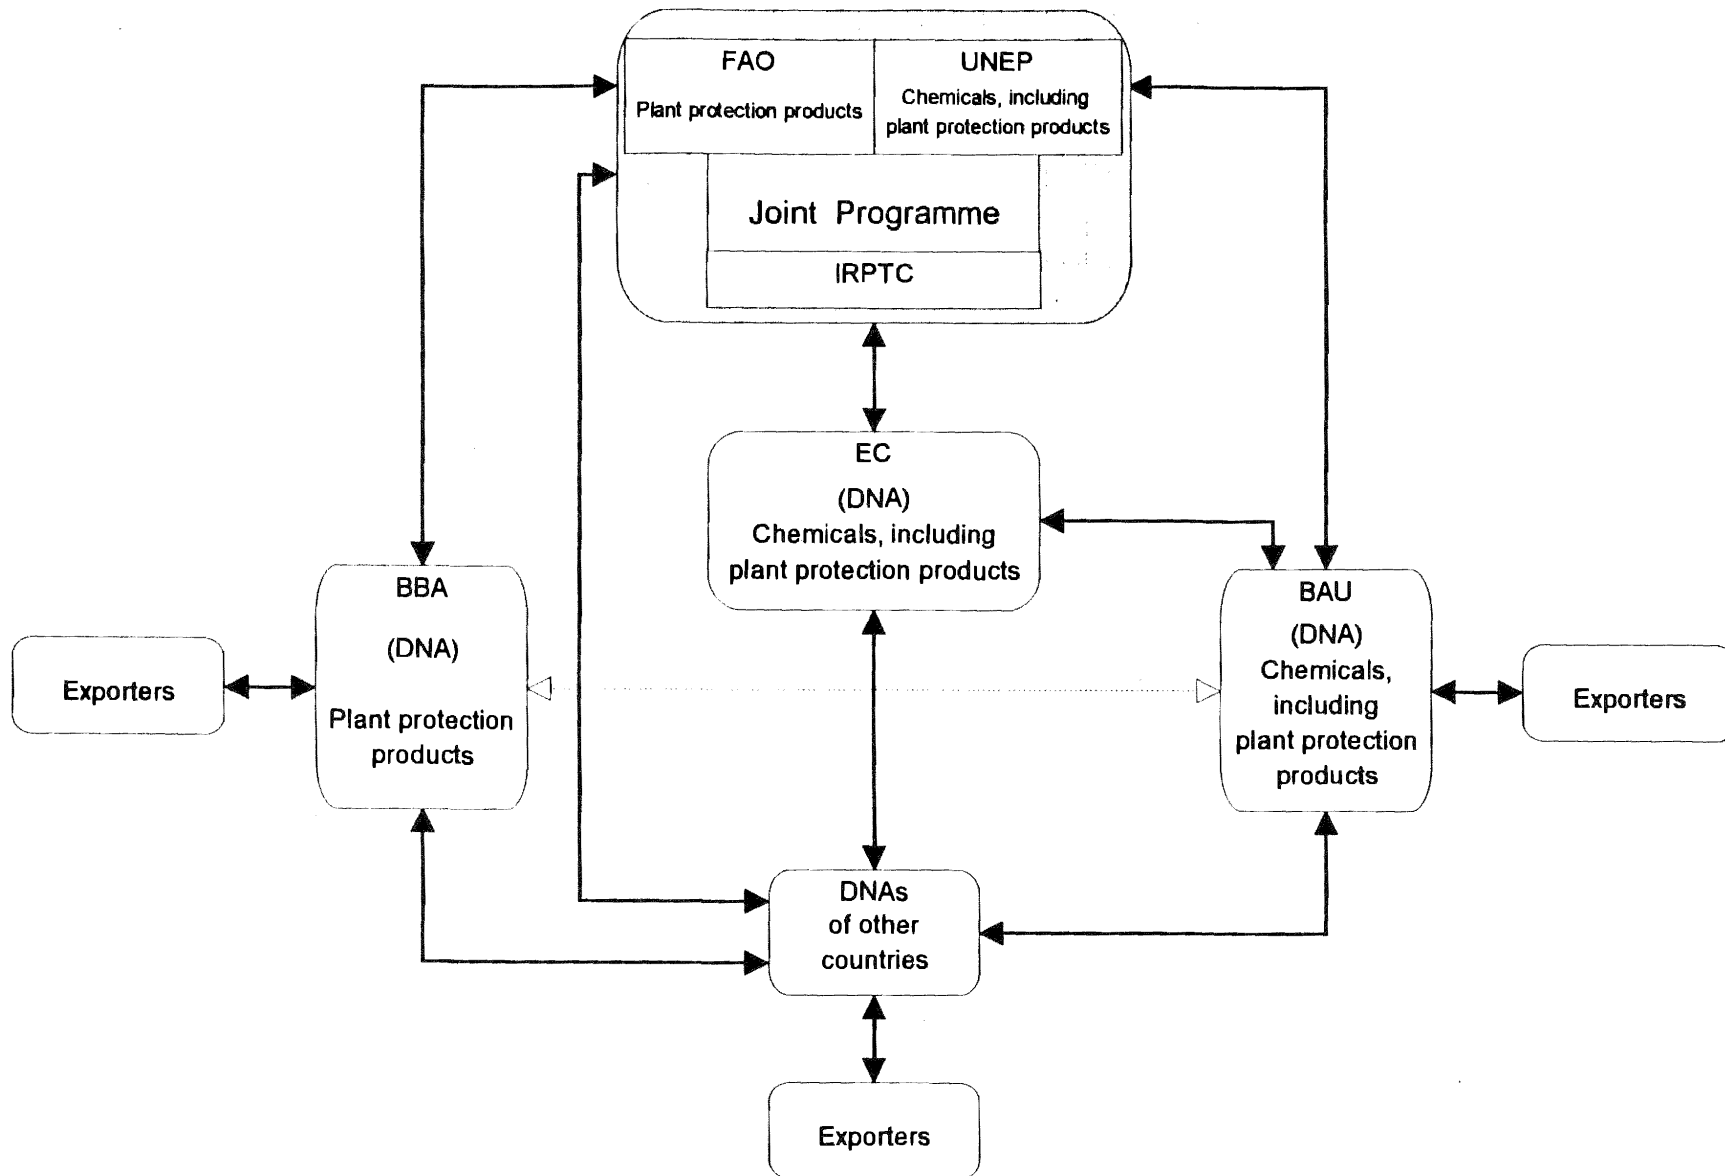 FAO
Plant protection products
UNEP
Chemicals, including
plant protection products
Joint Programme
IRPTC
EC
(DNA)
Chemicals, including
plant protection products
BBA
(DNA)
Plant protection
products
BAU
(DNA)
Chemicals,
including
plant protection
products
Exporters
Exporters
DNAs
of other
countries
Exporters